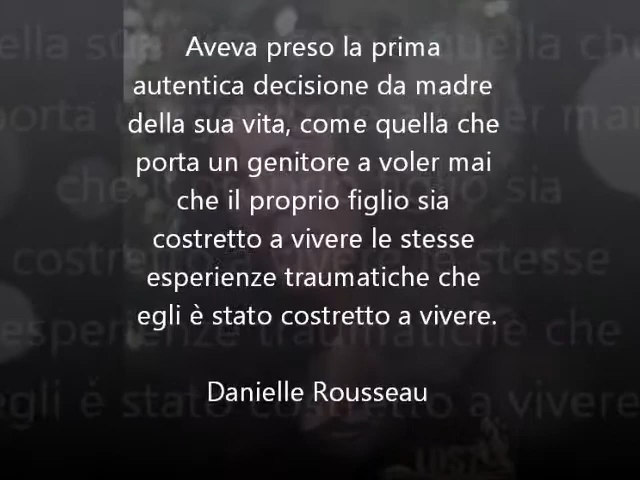 Aveva preso la prima
autentica decisione da madre
della sua vita, come quella che
porta un genitore a voler mai
che il proprio figlio sia
costretto a vivere le stesse
esperienze traumatiche che
egli è stato costretto a vivere.
Danielle Rousseau
LOST